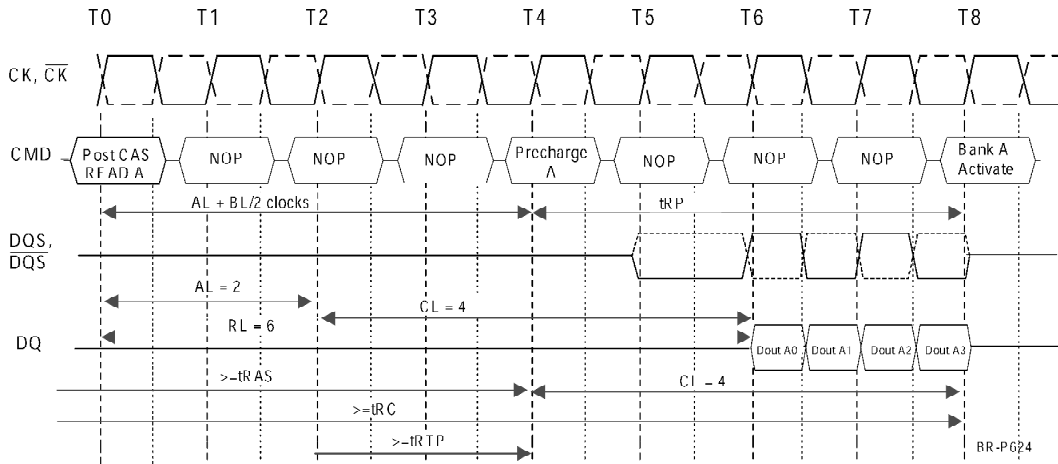 T0 T1 T2 T3 T4 T5 T6 T7 T8
CK, CK
CMD
Post CAS
READ A
NOP
NOP
NOP
Precharge
A
NOP
NOP
NOP
Bank A
Activate
AL + BL/2 clocks
tRP
DQS,
DQS
AL = 2
CL = 4
RL = 6
DQ
Dout A0 Dout A1 Dout A2 Dout A3
>=tRAS
CL = 4
>=tRC
>=tRTP
BR-P624